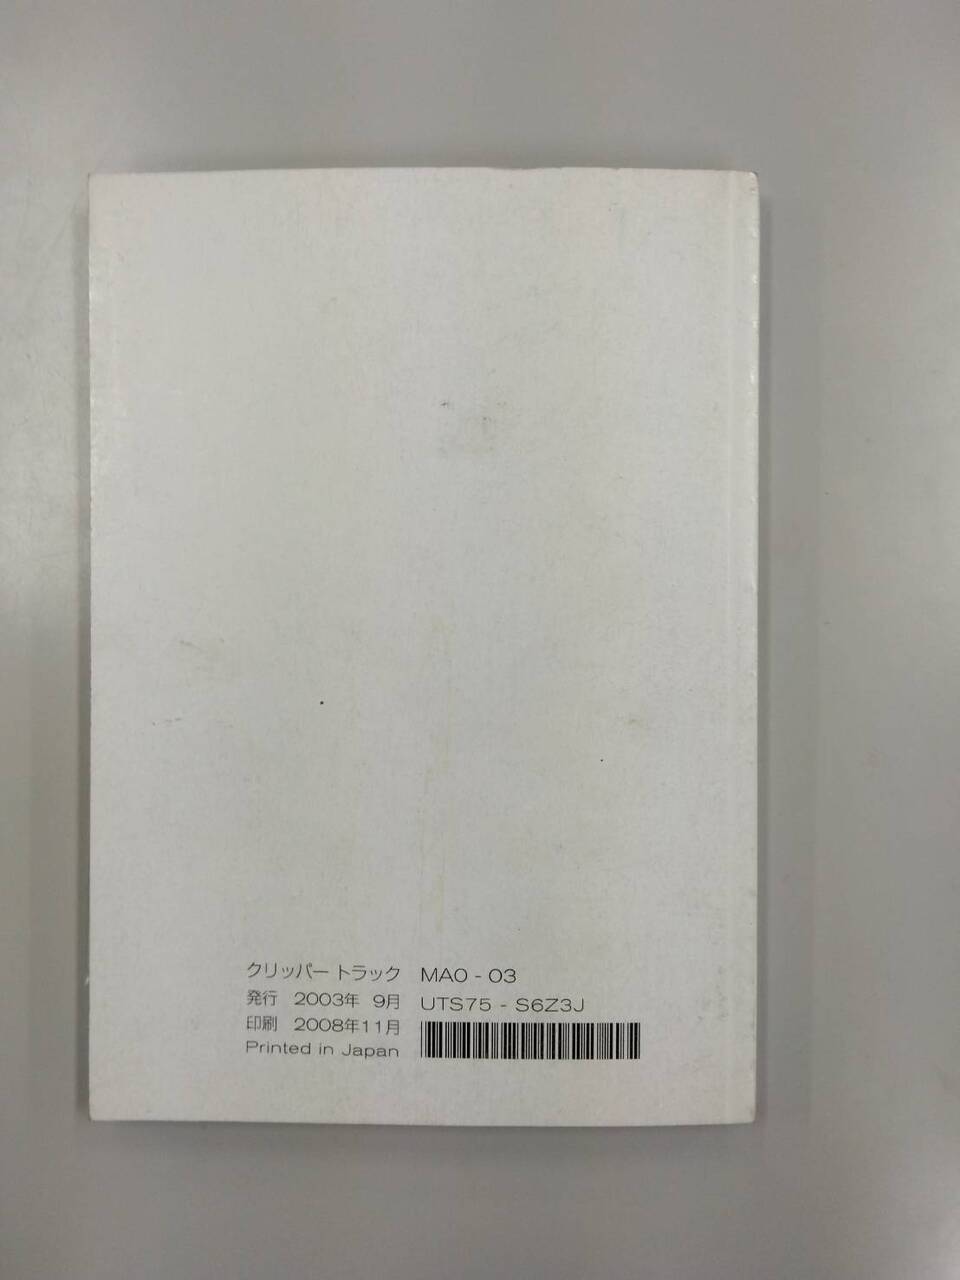 クリッパー トラック MA0 - 03
発行 2003年 9月 UTS75 - S6Z3J
印刷 2008年11月
Printed in Japan